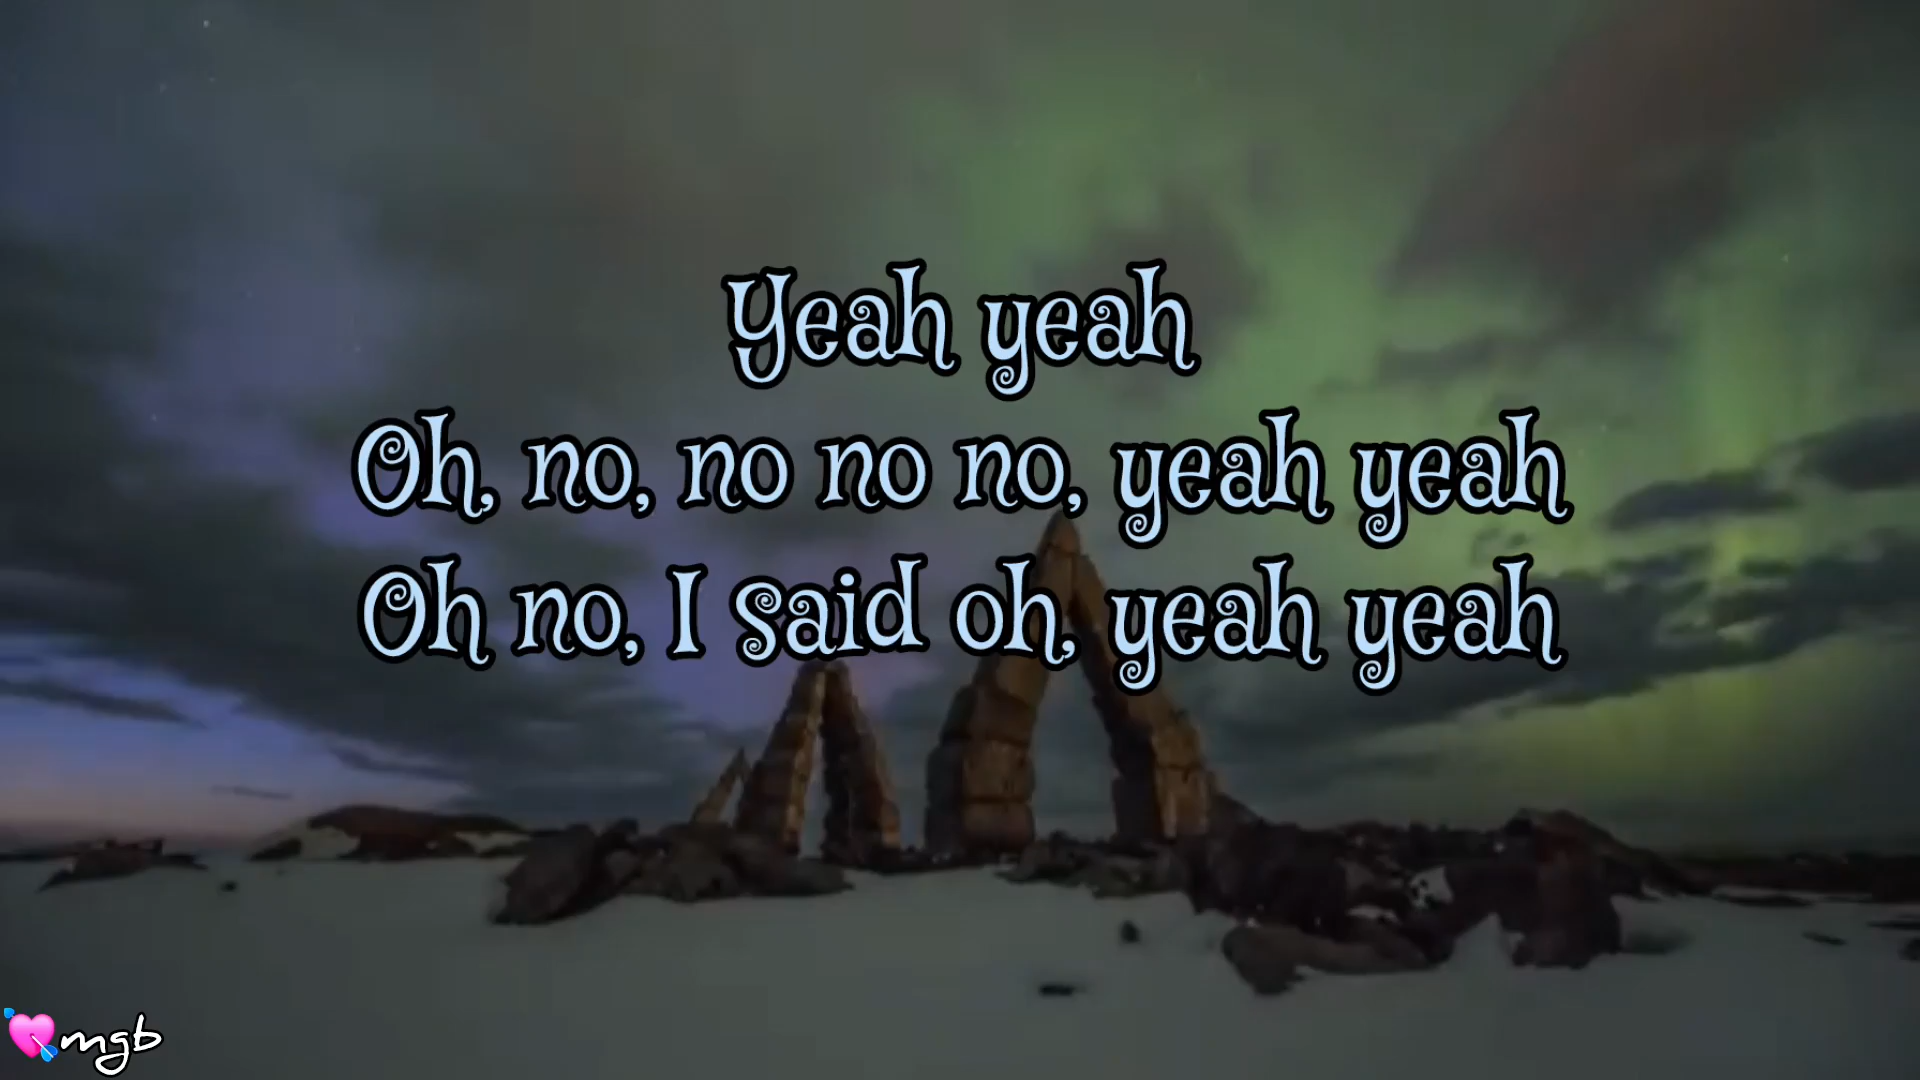 Yeah yeah
Oh, no, no no no, yeah yeah
Oh no, I said oh, yeah yeah
mgb